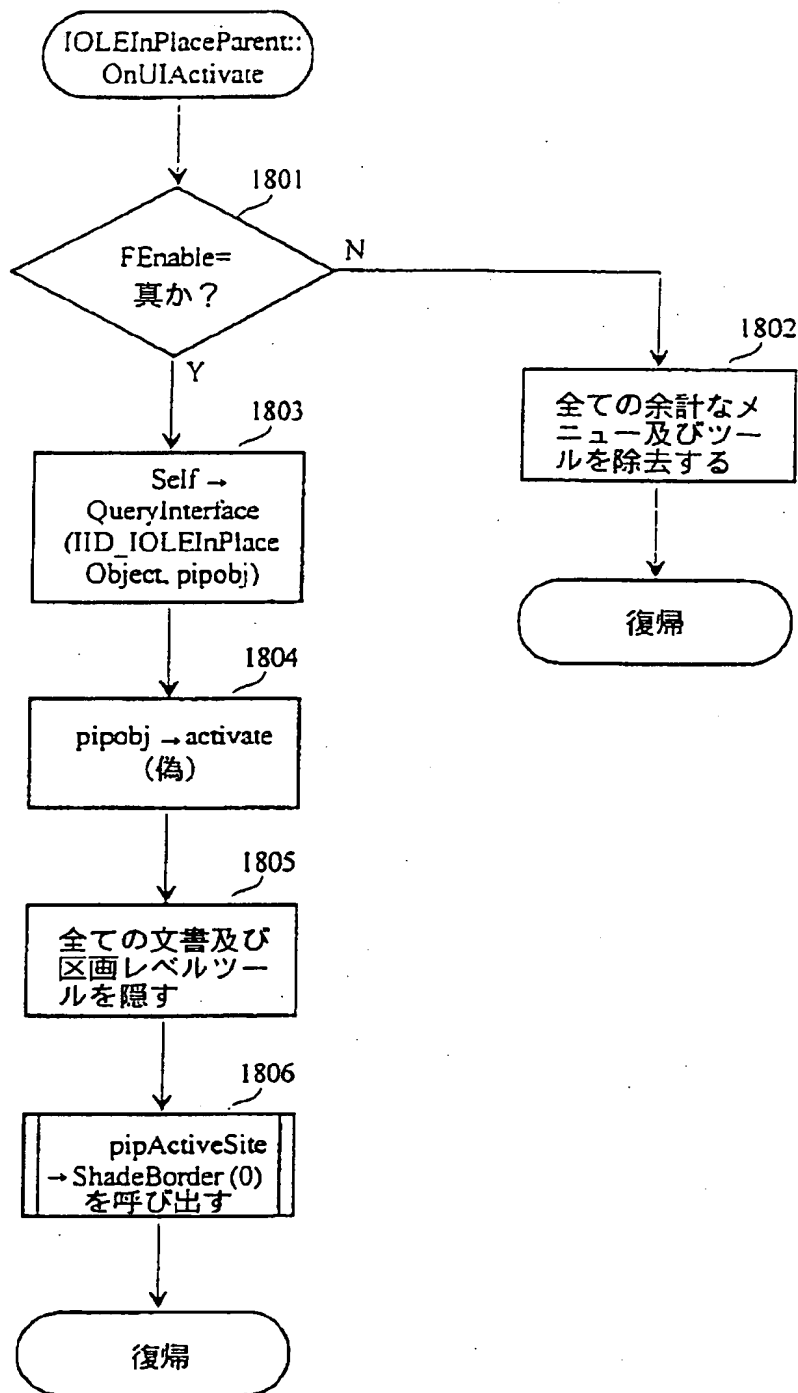 IOLEInPlaceParent::
OnUIActivate
1801
FEnable=
真か？
N
Y
1802
全ての余計なメ
ニュー及びツー
ルを除去する
復帰
1803
Self →
QueryInterface
(IID_IOLEInPlace
Object, pipobj)
1804
pipobj → activate
(偽)
1805
全ての文書及び
区画レベルツー
ルを隠す
1806
pipActiveSite
→ ShadeBorder (0)
を呼び出す
復帰